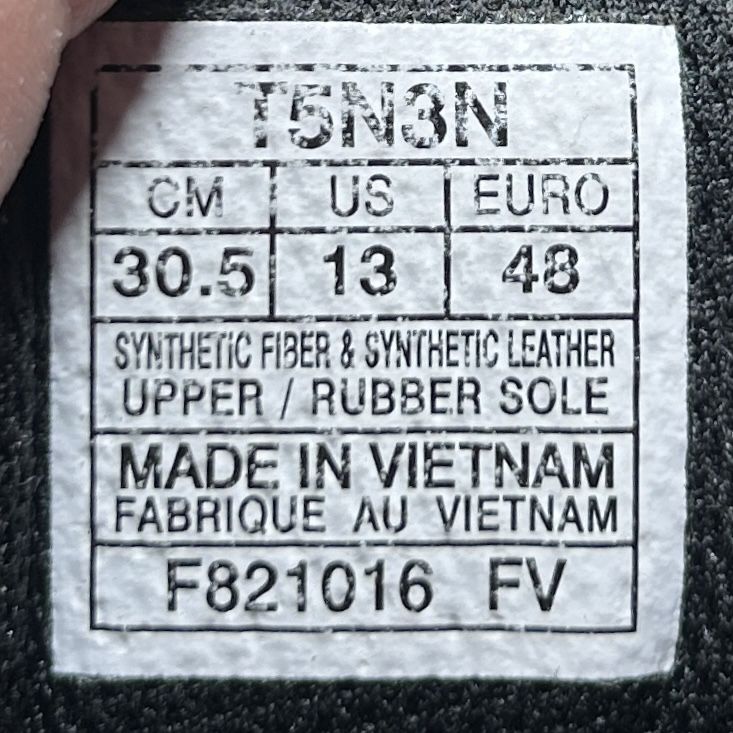 T5N3N
CM US EURO
30.5 13 48
SYNTHETIC FIBER & SYNTHETIC LEATHER
UPPER / RUBBER SOLE
MADE IN VIETNAM
FABRIQUE AU VIETNAM
F821016 FV